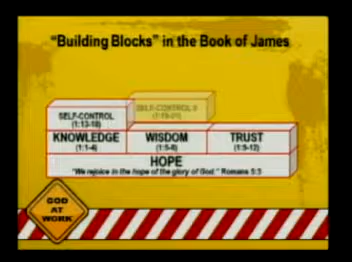 "Building Blocks" in the Book of James
SELF-CONTROL II
(1:19-21)
SELF-CONTROL
(1:13-18)
KNOWLEDGE
(1:1-4)
WISDOM
(1:5-8)
TRUST
(1:9-12)
HOPE
"We rejoice in the hope of the glory of God." Romans 5:3
GOD
AT
WORK